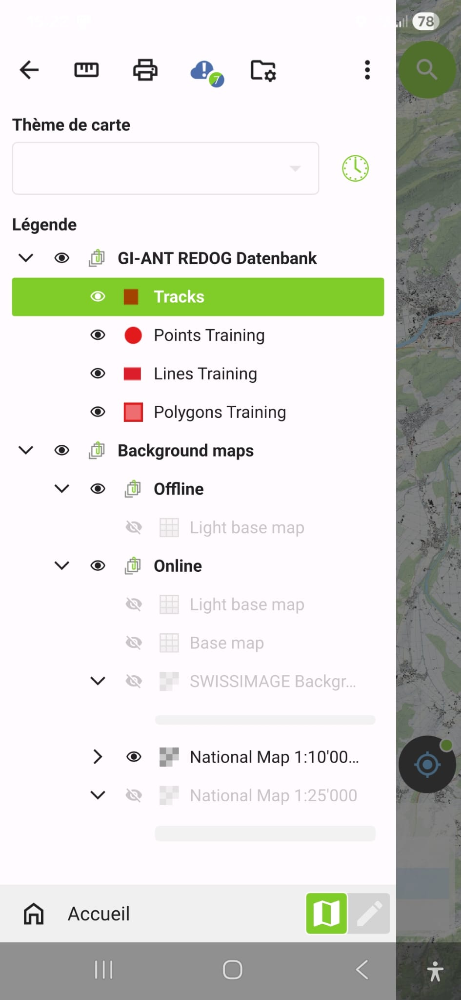 78
7
Thème de carte
Légende
GI-ANT REDOG Datenbank
Tracks
Points Training
Lines Training
Polygons Training
Background maps
Offline
Light base map
Online
Light base map
Base map
SWISSIMAGE Backgr...
National Map 1:10'00...
National Map 1:25'000
Accueil